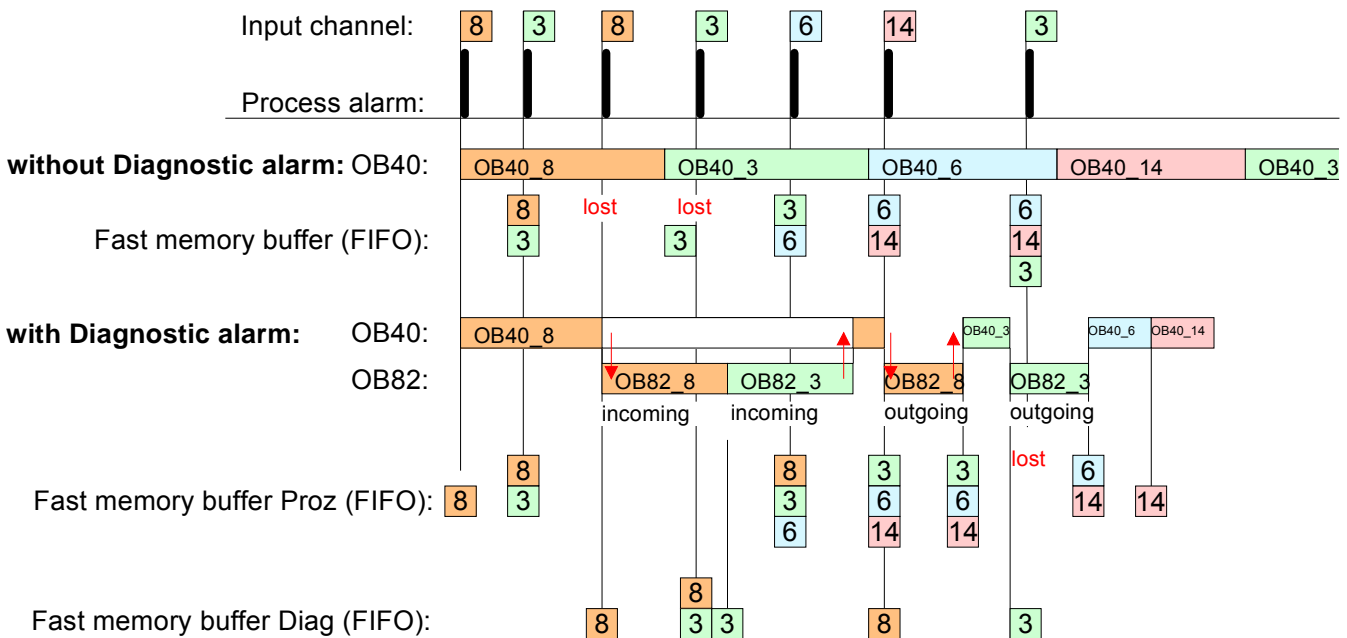 Input channel: 8 3 8 3 6 14 3
Process alarm:
without Diagnostic alarm: OB40: OB40_8 OB40_3 OB40_6 OB40_14 OB40_3
8 lost lost 3 6 6
Fast memory buffer (FIFO): 3 3 6 14 14
3
with Diagnostic alarm: OB40: OB40_8 OB40_3 OB40_6 OB40_14
OB82: OB82_8 OB82_3 OB82_8 OB82_3
incoming incoming outgoing outgoing
8 8 3 3 lost 6
Fast memory buffer Proz (FIFO): 8 3 3 6 6 14 14
6 14 14
8
Fast memory buffer Diag (FIFO): 8 3 3 8 3